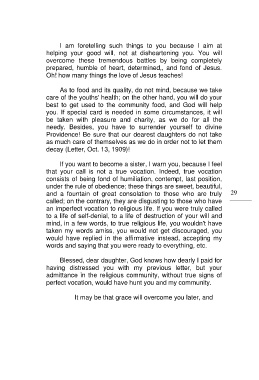 I am foretelling such things to you because I aim at
helping your good will, not at disheartening you. You will
overcome these tremendous battles by being completely
prepared, humble of heart, determined,, and fond of Jesus.
Oh! how many things the love of Jesus teaches!
As to food and its quality, do not mind, because we take
care of the youths' health; on the other hand, you will do your
best to get used to the community food, and God will help
you. If special card is needed in some circumstances, it will
be taken with pleasure and charity, as we do for all the
needy. Besides, you have to surrender yourself to divine
Providence! Be sure that our dearest daughters do not take
as much care of themselves as we do in order not to let them
decay (Letter, Oct. 13, 1909)!
If you want to become a sister, I warn you, because I feel
that your call is not a true vocation. Indeed, true vocation
consists of being fond of humiliation, contempt, last position,
under the rule of obedience; these things are sweet, beautiful,
and a fountain of great consolation to those who are truly
called; on the contrary, they are disgusting to those who have
an imperfect vocation to religious life. If you were truly called
to a life of self-denial, to a life of destruction of your will and
mind, in a few words, to true religious life, you wouldn't have
taken my words amiss, you would not get discouraged, you
would have replied in the affirmative instead, accepting my
words and saying that you were ready to everything, etc.
Blessed, dear daughter, God knows how dearly I paid for
having distressed you with my previous letter, but your
admittance in the religious community, without true signs of
perfect vocation, would have hunt you and my community.
It may be that grace will overcome you later, and
29